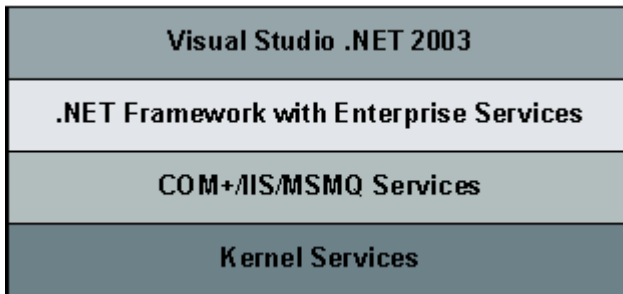 Visual Studio .NET 2003
.NET Framework with Enterprise Services
COM+/IIS/MSMQ Services
Kernel Services